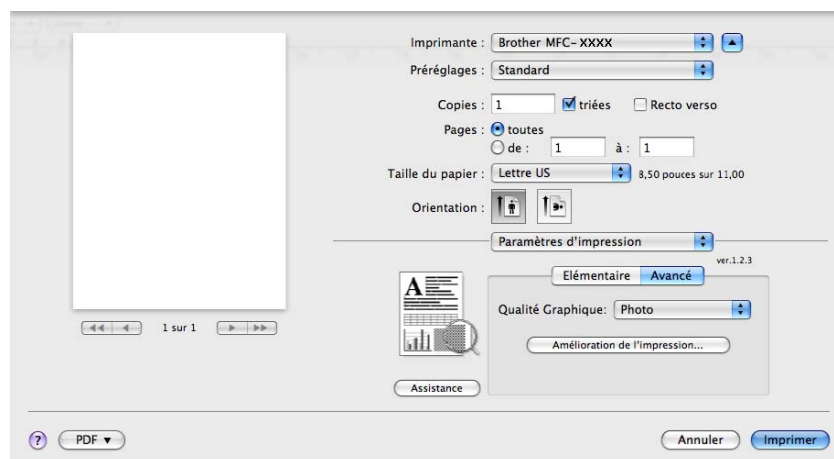 Imprimante : Brother MFC-XXXX
Préréglages : Standard
Copies : 1 triées Recto verso
Pages : toutes
de : 1 à : 1
Taille du papier : Lettre US 8,50 pouces sur 11,00
Orientation :
Paramètres d'impression
ver.1.2.3
Elémentaire Avancé
A
Qualité Graphique: Photo
1 sur 1
Amélioration de l'impression...
Assistance
? PDF Annuler Imprimer